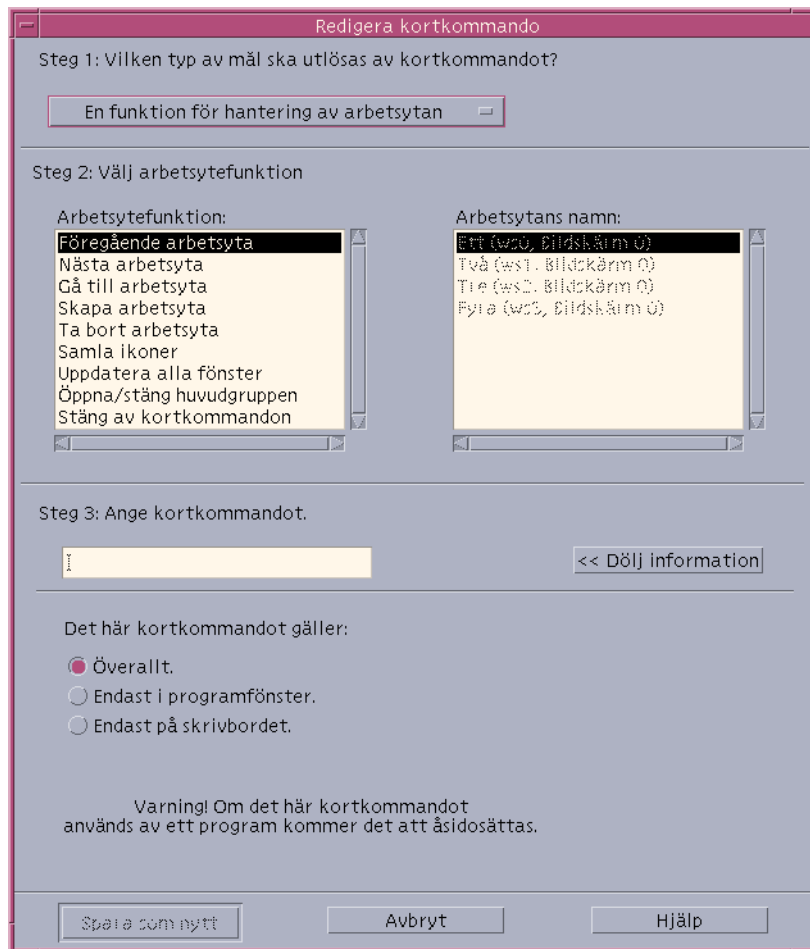 Redigera kortkommando
Steg 1: Vilken typ av mål ska utlösas av kortkommandot?
En funktion för hantering av arbetsytan
Steg 2: Välj arbetsytefunktion
Arbetsytefunktion:
Föregående arbetsyta
Nästa arbetsyta
Gå till arbetsyta
Skapa arbetsyta
Ta bort arbetsyta
Samla ikoner
Uppdatera alla fönster
Öppna/stäng huvudgruppen
Stäng av kortkommandon
Arbetsytans namn:
Ett (ws0, Bildskärm 0)
Två (ws1, Bildskärm 0)
Tre (ws2, Bildskärm 0)
Fyra (ws3, Bildskärm 0)
Steg 3: Ange kortkommandot.
<< Dölj information
Det här kortkommandot gäller:
Överallt.
Endast i programfönster.
Endast på skrivbordet.
Varning! Om det här kortkommandot
används av ett program kommer det att åsidosättas.
Spara som nytt
Avbryt
Hjälp